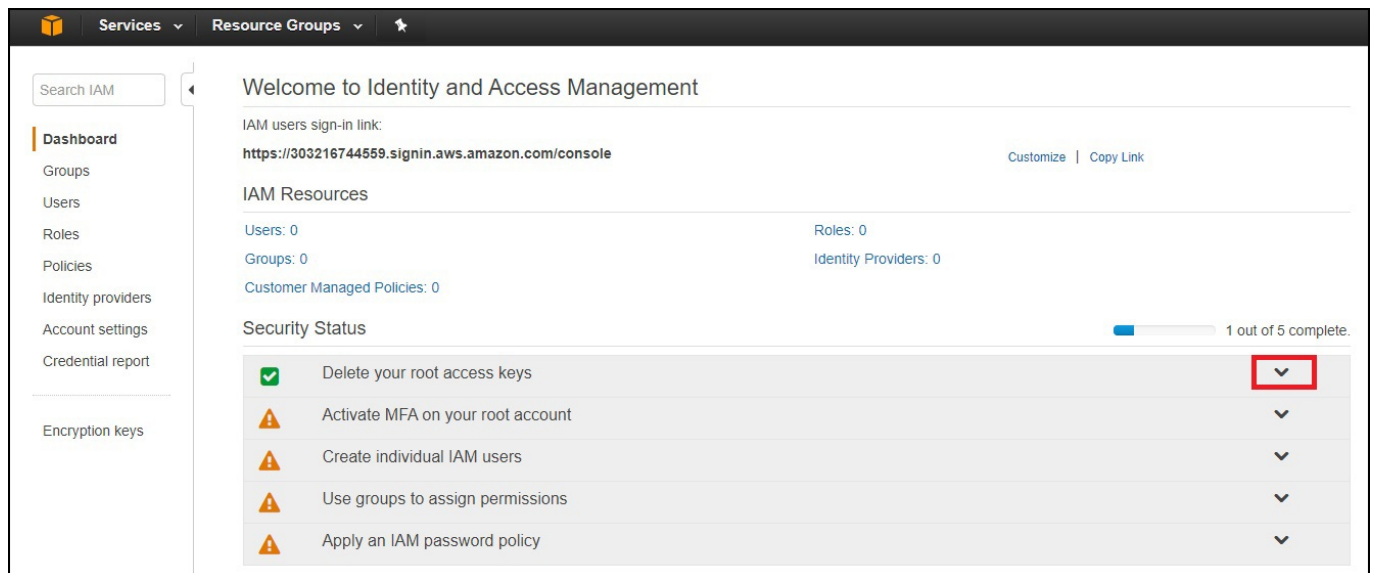 Services Resource Groups
Search IAM
Dashboard
Groups
Users
Roles
Policies
Identity providers
Account settings
Credential report
Encryption keys
Welcome to Identity and Access Management
IAM users sign-in link:
https://303216744559.signin.aws.amazon.com/console Customize | Copy Link
IAM Resources
Users: 0 Roles: 0
Groups: 0 Identity Providers: 0
Customer Managed Policies: 0
Security Status 1 out of 5 complete.
Delete your root access keys
Activate MFA on your root account
Create individual IAM users
Use groups to assign permissions
Apply an IAM password policy